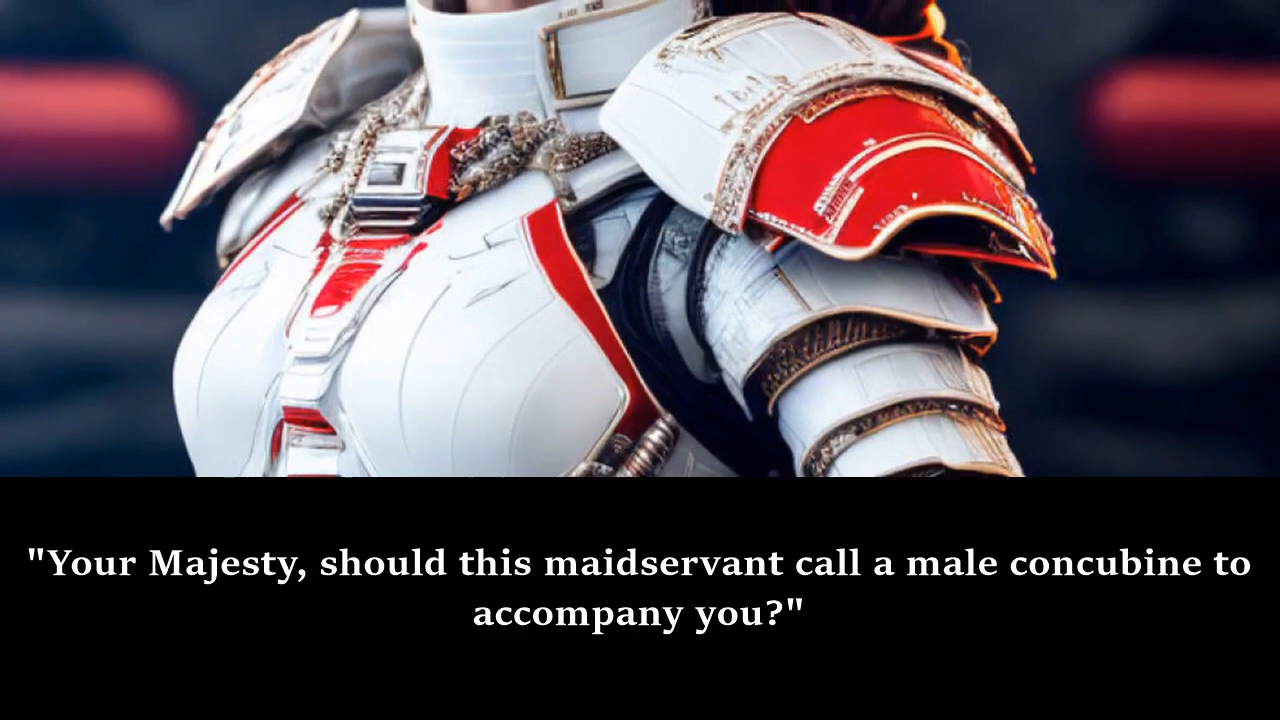 "Your Majesty, should this maidservant call a male concubine to
accompany you?"